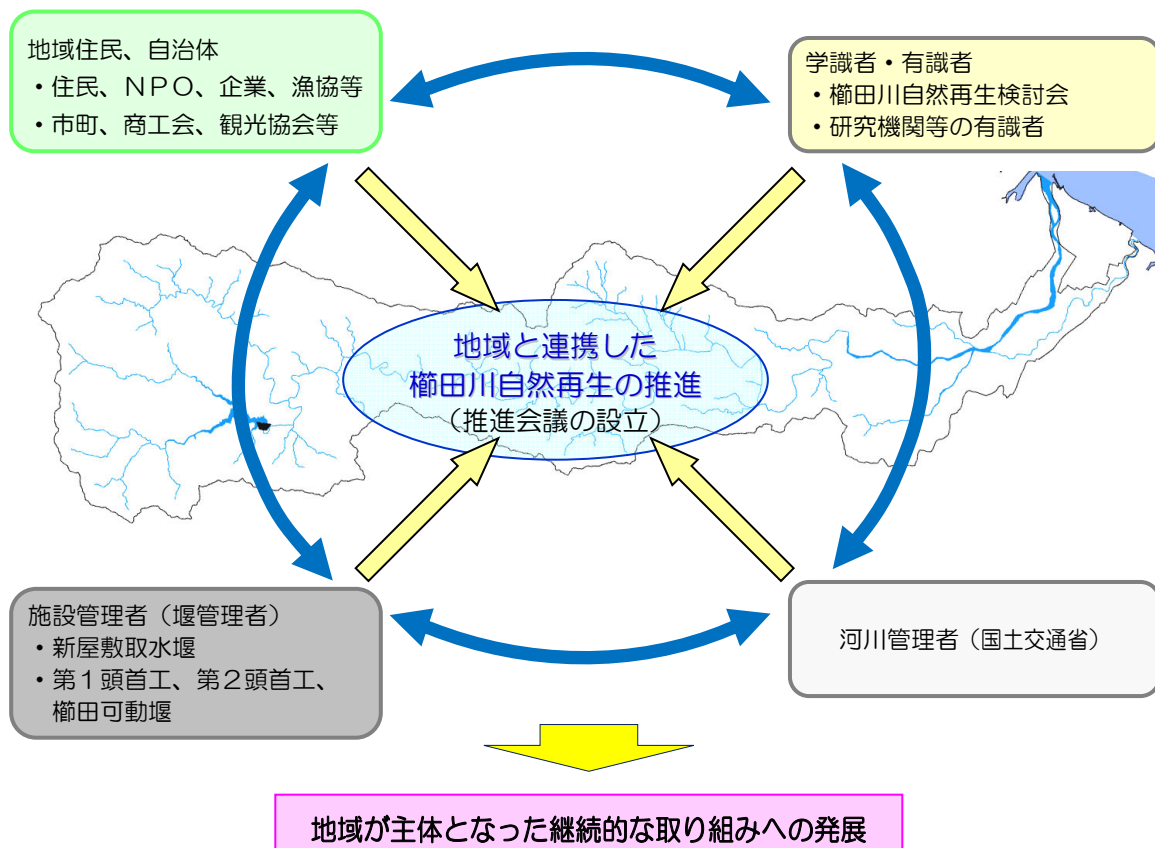 地域住民、自治体
・住民、ＮＰＯ、企業、漁協等
・市町、商工会、観光協会等
学識者・有識者
・櫛田川自然再生検討会
・研究機関等の有識者
地域と連携した
櫛田川自然再生の推進
（推進会議の設立）
施設管理者（堰管理者）
・新屋敷取水堰
・第１頭首工、第２頭首工、
櫛田可動堰
河川管理者（国土交通省）
地域が主体となった継続的な取り組みへの発展